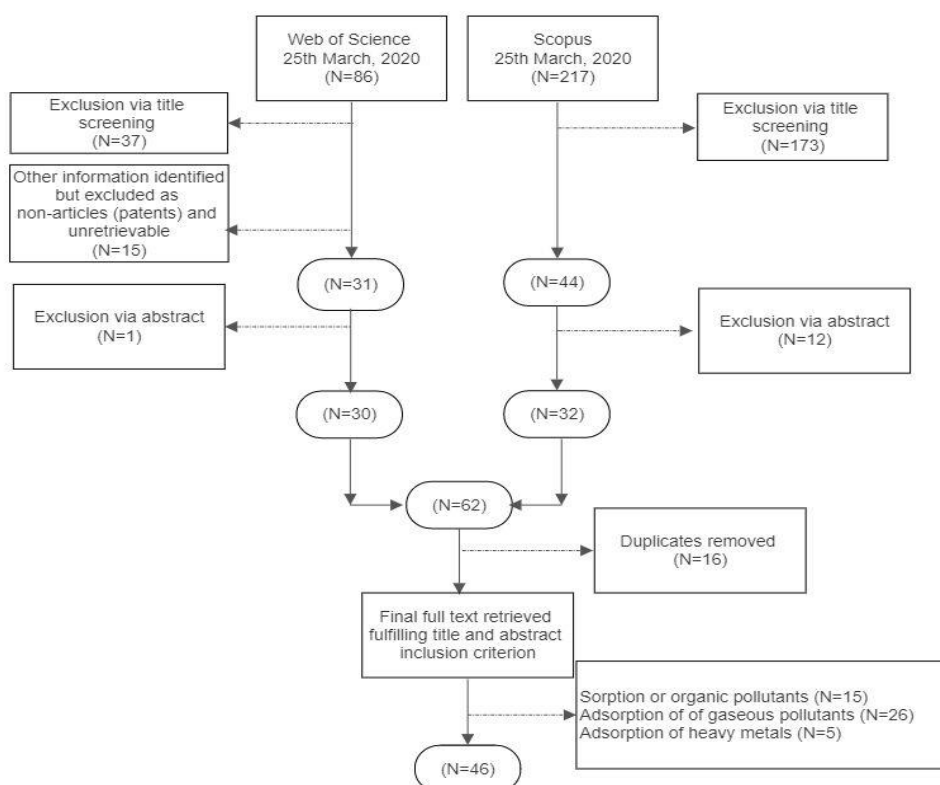 Web of Science
25th March, 2020
(N=86)
Scopus
25th March, 2020
(N=217)
Exclusion via title
screening
(N=37)
Exclusion via title
screening
(N=173)
Other information identified
but excluded as
non-articles (patents) and
unretrievable
(N=15)
(N=31)
(N=44)
Exclusion via abstract
(N=1)
Exclusion via abstract
(N=12)
(N=30)
(N=32)
(N=62)
Duplicates removed
(N=16)
Final full text retrieved
fulfilling title and abstract
inclusion criterion
Sorption or organic pollutants (N=15)
Adsorption of of gaseous pollutants (N=26)
Adsorption of heavy metals (N=5)
(N=46)